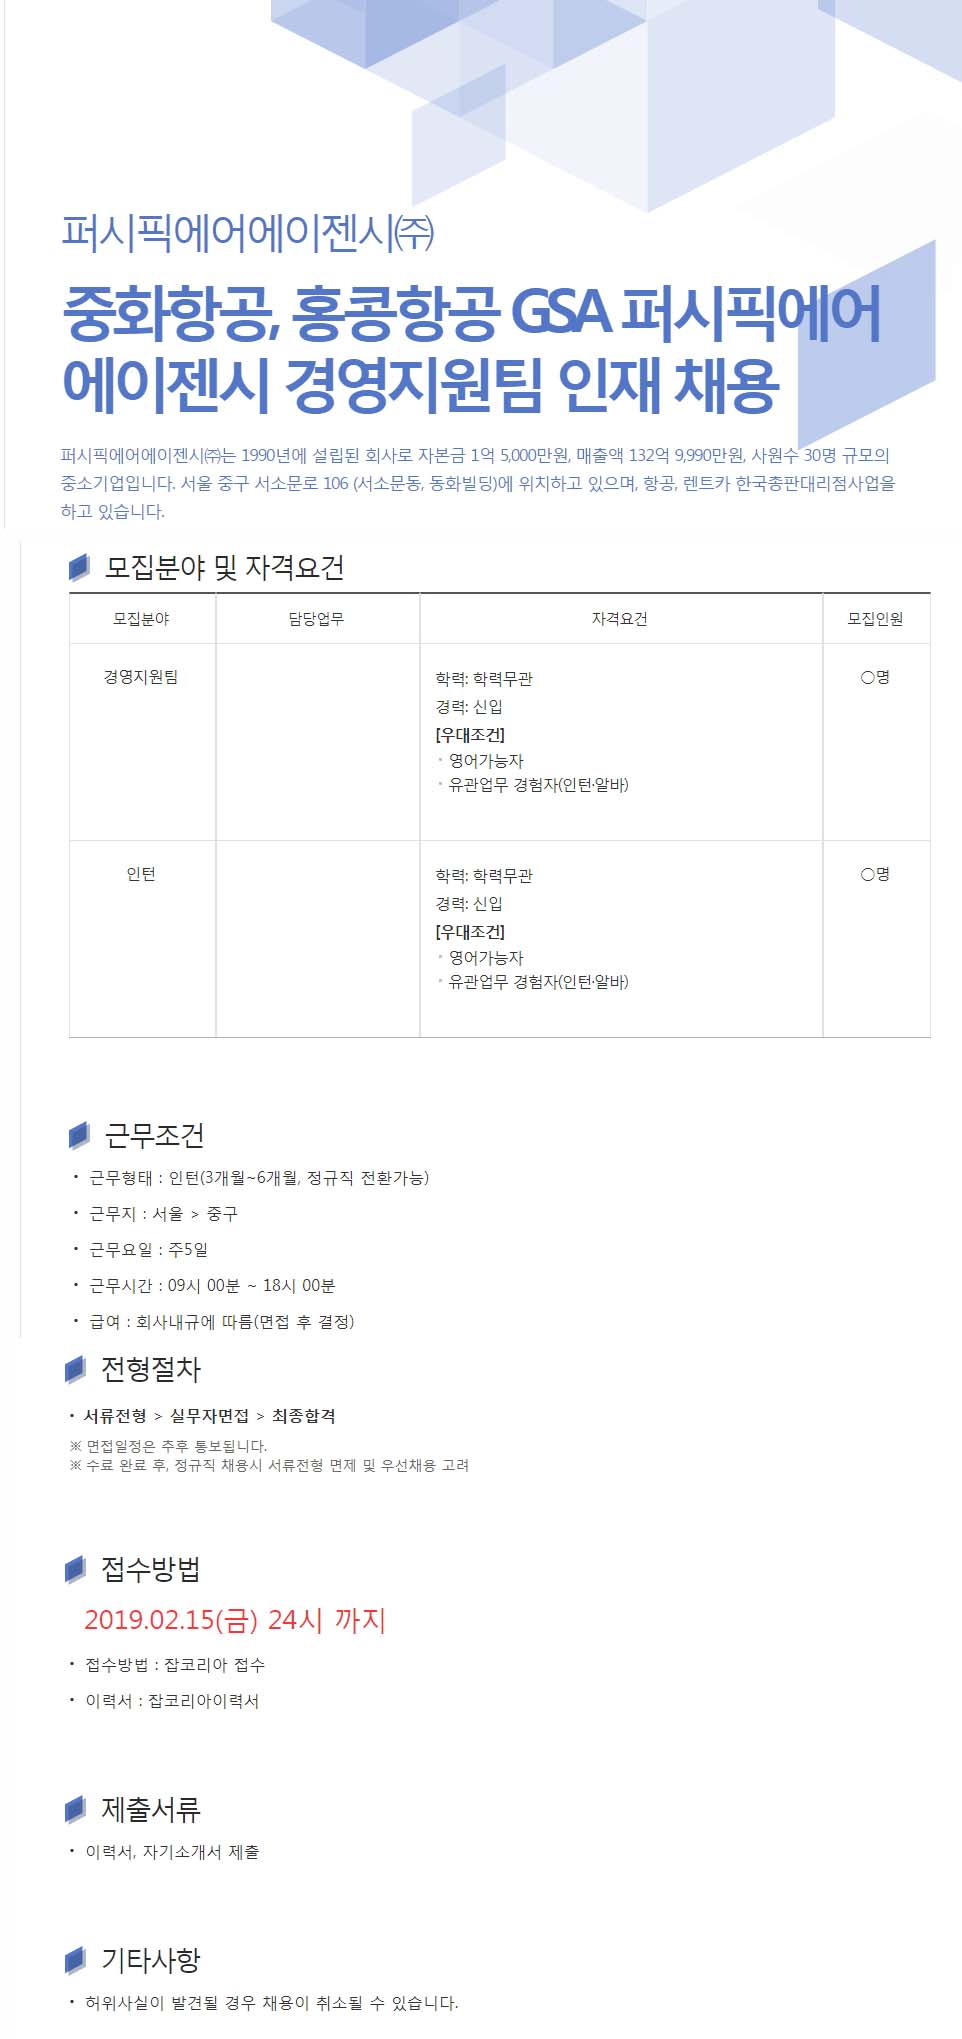 퍼시픽에어에이젠시㈜
중화항공, 홍콩항공 GSA 퍼시픽에어
에이젠시 경영지원팀 인재 채용
퍼시픽에어에이젠시㈜는 1990년에 설립된 회사로 자본금 1억 5,000만원, 매출액 132억 9,990만원, 사원수 30명 규모의
중소기업입니다. 서울 중구 서소문로 106 (서소문동, 동화빌딩)에 위치하고 있으며, 항공, 렌트카 한국총판대리점사업을
하고 있습니다.
모집분야 및 자격요건
모집분야 담당업무 자격요건 모집인원
경영지원팀 학력: 학력무관 ○명
경력: 신입
[우대조건]
· 영어가능자
· 유관업무 경험자(인턴·알바)
인턴 학력: 학력무관 ○명
경력: 신입
[우대조건]
· 영어가능자
· 유관업무 경험자(인턴·알바)
근무조건
· 근무형태 : 인턴(3개월~6개월, 정규직 전환가능)
· 근무지 : 서울 > 중구
· 근무요일 : 주5일
· 근무시간 : 09시 00분 ~ 18시 00분
· 급여 : 회사내규에 따름(면접 후 결정)
전형절차
· 서류전형 > 실무자면접 > 최종합격
※ 면접일정은 추후 통보됩니다.
※ 수료 완료 후, 정규직 채용시 서류전형 면제 및 우선채용 고려
접수방법
2019.02.15(금) 24시 까지
· 접수방법 : 잡코리아 접수
· 이력서 : 잡코리아이력서
제출서류
· 이력서, 자기소개서 제출
기타사항
· 허위사실이 발견될 경우 채용이 취소될 수 있습니다.